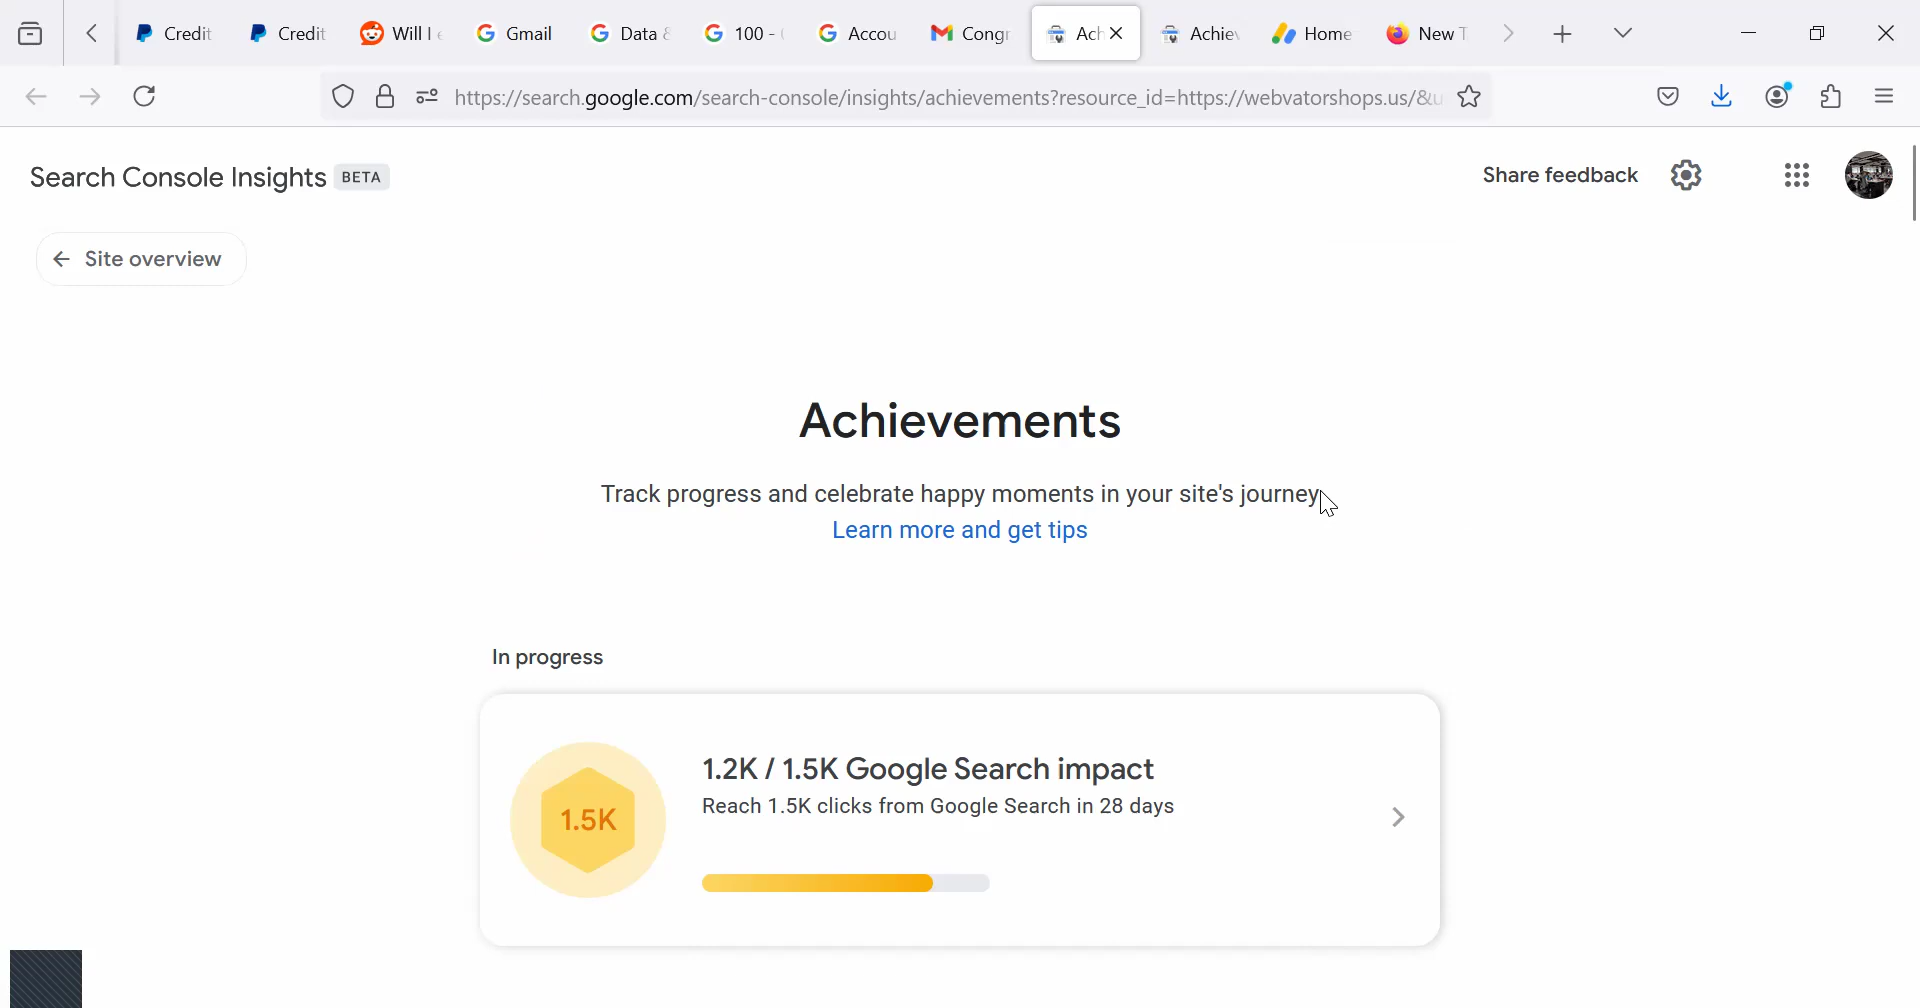 Credit
Credit
Will I
Gmail
Data &
100 -
Accou
Congr
Ach
Achiev
Home
New T
https://search.google.com/search-console/insights/achievements?resource_id=https://webvatorshops.us/&u
Search Console Insights BETA
Share feedback
Site overview
Achievements
Track progress and celebrate happy moments in your site's journey
Learn more and get tips
In progress
1.5K
1.2K / 1.5K Google Search impact
Reach 1.5K clicks from Google Search in 28 days